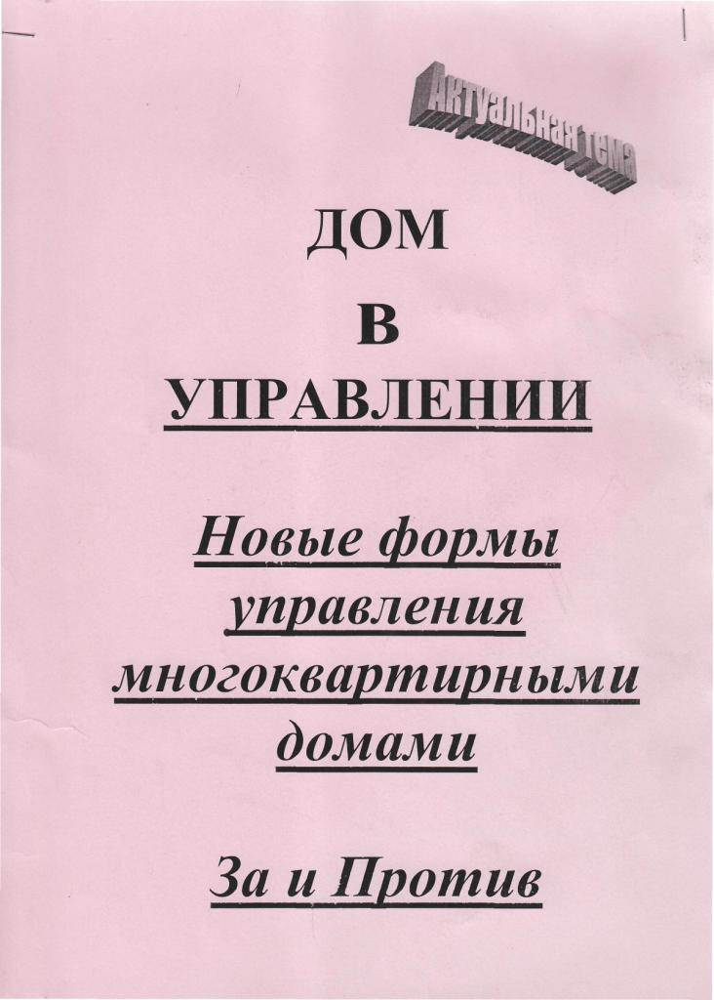 Актуальная тема
ДОМ
В
УПРАВЛЕНИИ
Новые формы
управления
многоквартирными
домами
За и Против